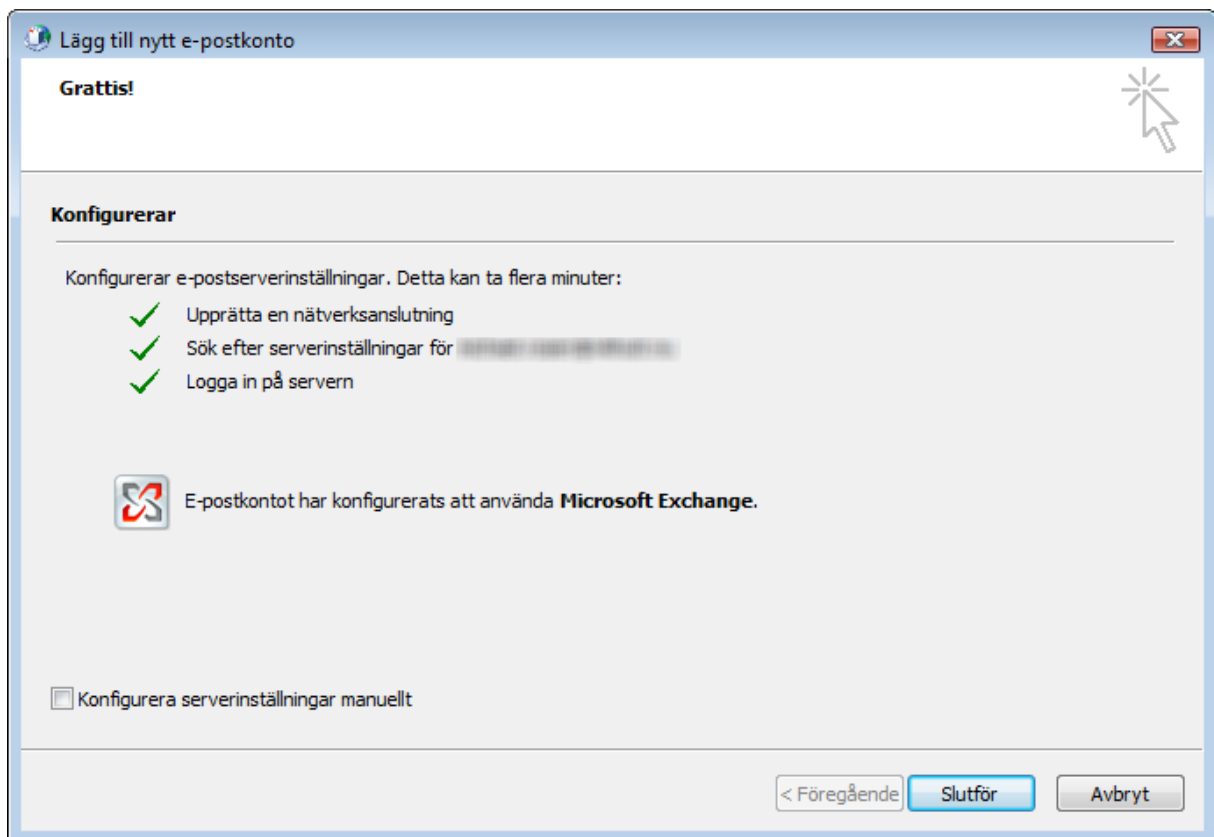 Lägg till nytt e-postkonto
Grattis!
Konfigurerar
Konfigurerar e-postserverinställningar. Detta kan ta flera minuter:
Upprätta en nätverksanslutning
Sök efter serverinställningar för
Logga in på servern
E-postkontot har konfigurerats att använda Microsoft Exchange.
Konfigurera serverinställningar manuellt
< Föregående Slutför Avbryt